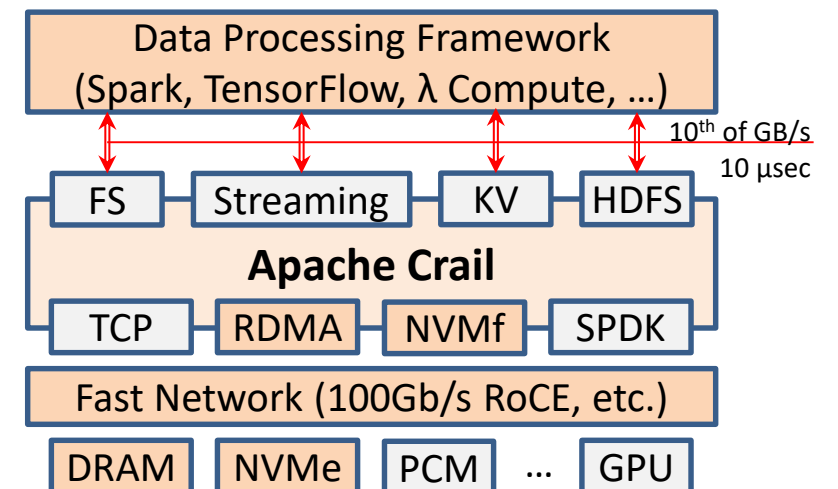 Data Processing Framework
(Spark, TensorFlow, λ Compute, …)
10th of GB/s
10 μsec
FS Streaming KV HDFS
Apache Crail
TCP RDMA NVMf SPDK
Fast Network (100Gb/s RoCE, etc.)
DRAM NVMe PCM … GPU